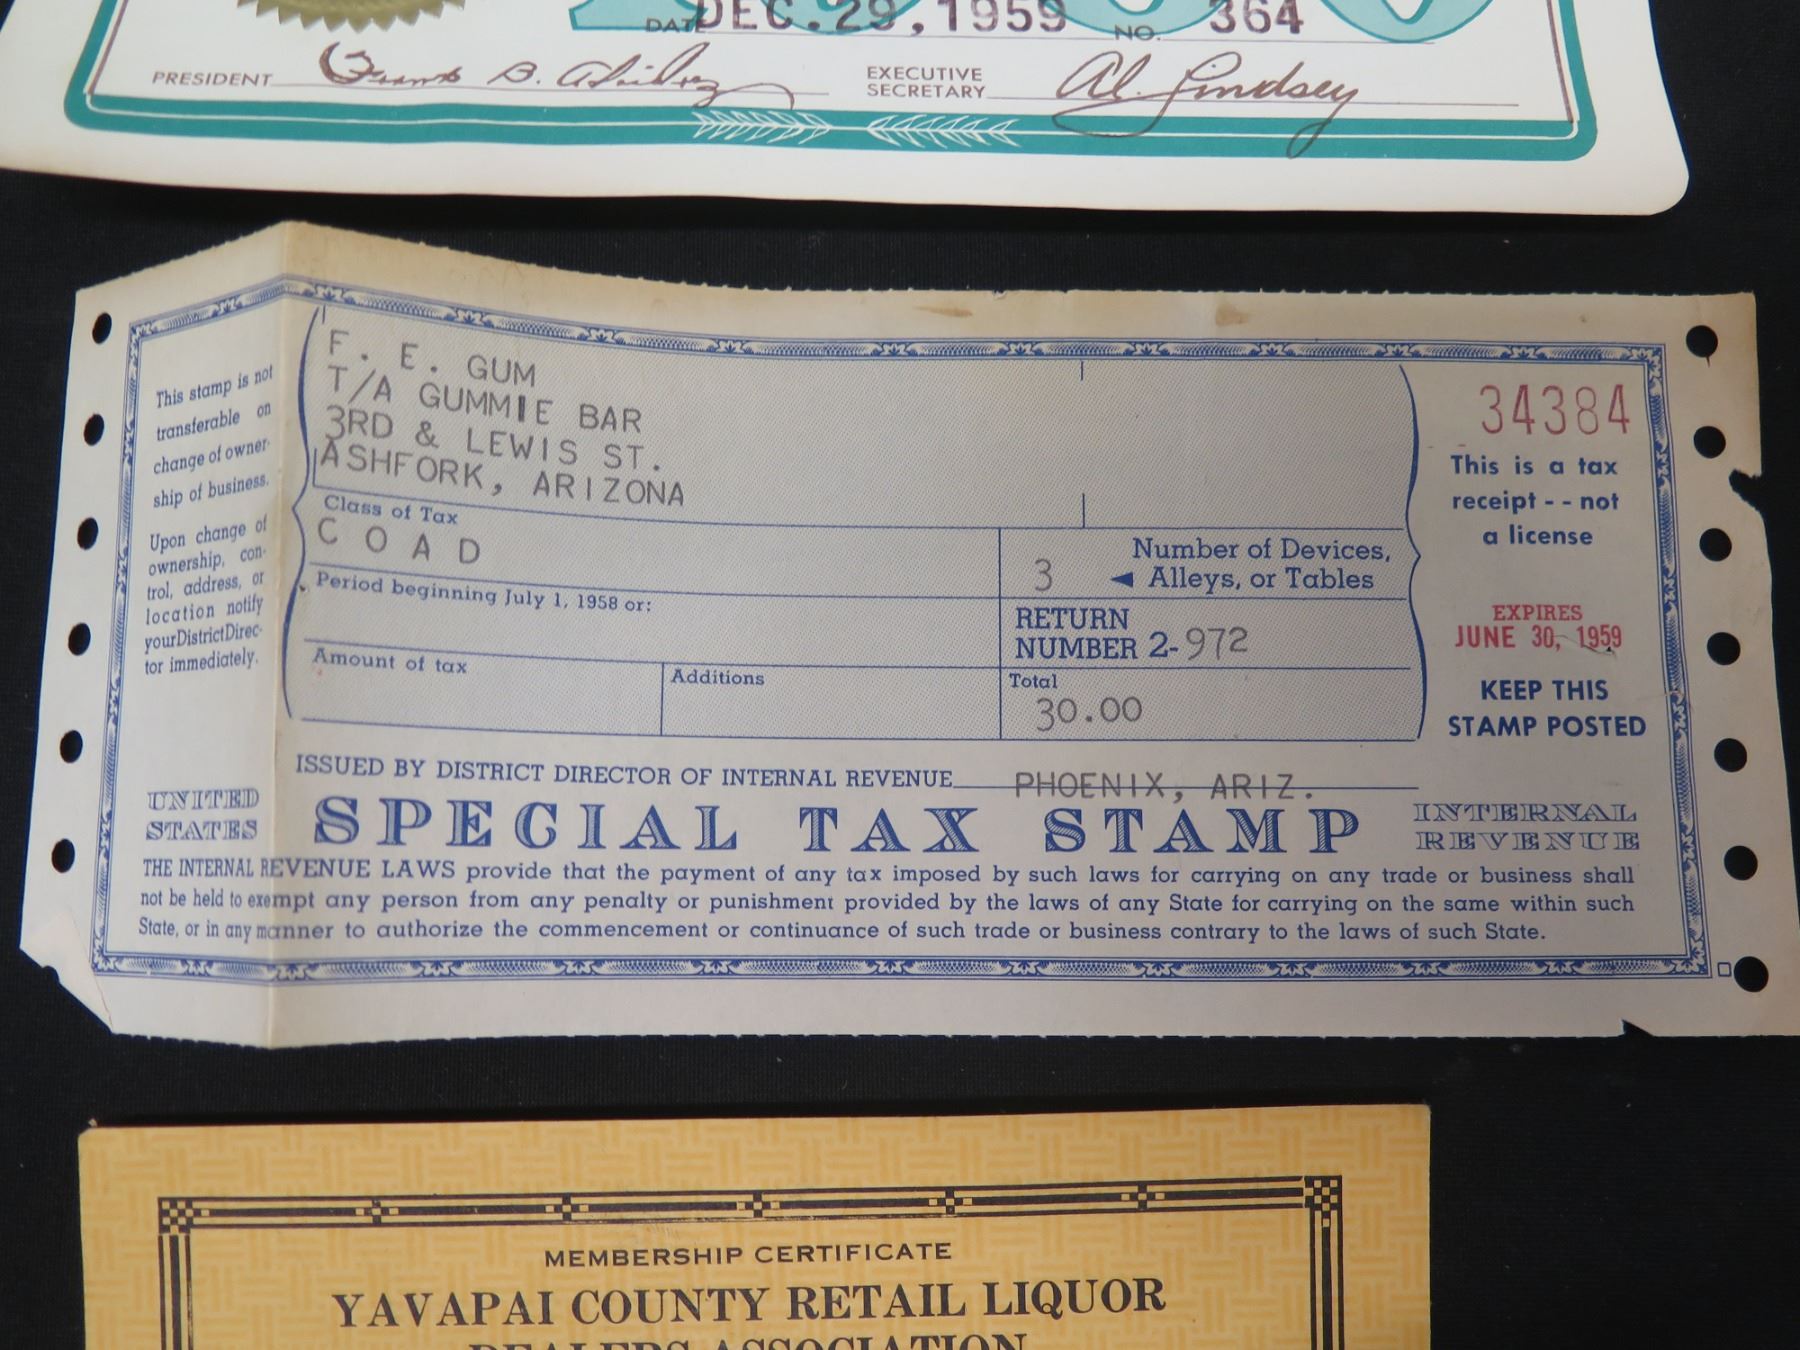 DATE DEC.29,1959 NO. 364
PRESIDENT Frank B.
EXECUTIVE
SECRETARY Al. Lindsey
This stamp is not
transferable on
change of owner-
ship of business.
Upon change of
ownership, con-
trol, address, or
location notify
yourDistrictDirec-
tor immediately.
F. E. GUM
T/A GUMMIE BAR
3RD & LEWIS ST.
ASHFORK, ARIZONA
Class of Tax
C O A D
3 Number of Devices,
Alleys, or Tables
Period beginning July 1, 1958 or:
RETURN
NUMBER 2-972
Amount of tax
Additions
Total
30.00
34384
This is a tax
receipt -- not
a license
EXPIRES
JUNE 30, 1959
KEEP THIS
STAMP POSTED
ISSUED BY DISTRICT DIRECTOR OF INTERNAL REVENUE PHOENIX, ARIZ.
UNITED
STATES
SPECIAL TAX STAMP
INTERNAL
REVENUE
THE INTERNAL REVENUE LAWS provide that the payment of any tax imposed by such laws for carrying on any trade or business shall
not be held to exempt any person from any penalty or punishment provided by the laws of any State for carrying on the same within such
State, or in any manner to authorize the commencement or continuance of such trade or business contrary to the laws of such State.
MEMBERSHIP CERTIFICATE
YAVAPAI COUNTY RETAIL LIQUOR
DEALERS ASSOCIATION